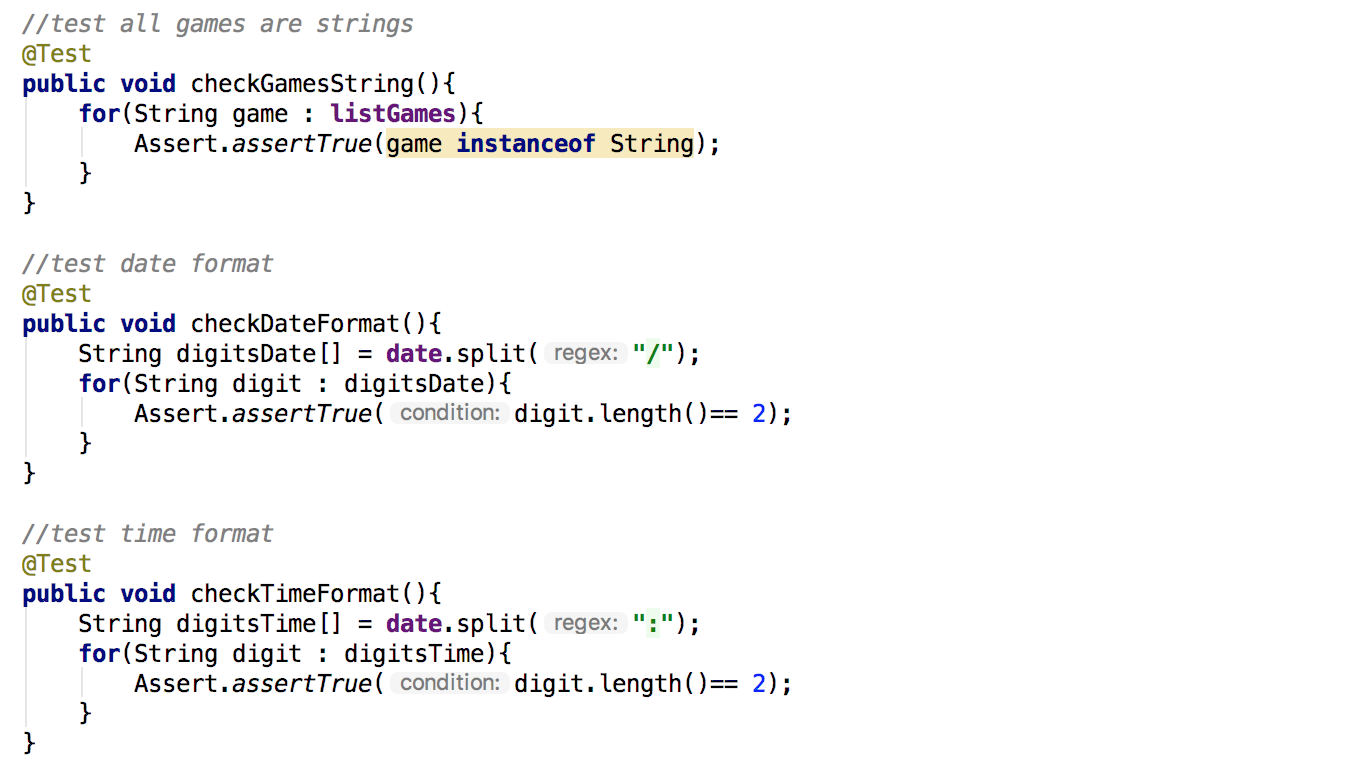 //test all games are strings
@Test
public void checkGamesString(){
    for(String game : listGames){
        Assert.assertTrue(game instanceof String);
    }
}

//test date format
@Test
public void checkDateFormat(){
    String digitsDate[] = date.split( regex: "/");
    for(String digit : digitsDate){
        Assert.assertTrue( condition: digit.length()== 2);
    }
}

//test time format
@Test
public void checkTimeFormat(){
    String digitsTime[] = date.split( regex: ":");
    for(String digit : digitsTime){
        Assert.assertTrue( condition: digit.length()== 2);
    }
}